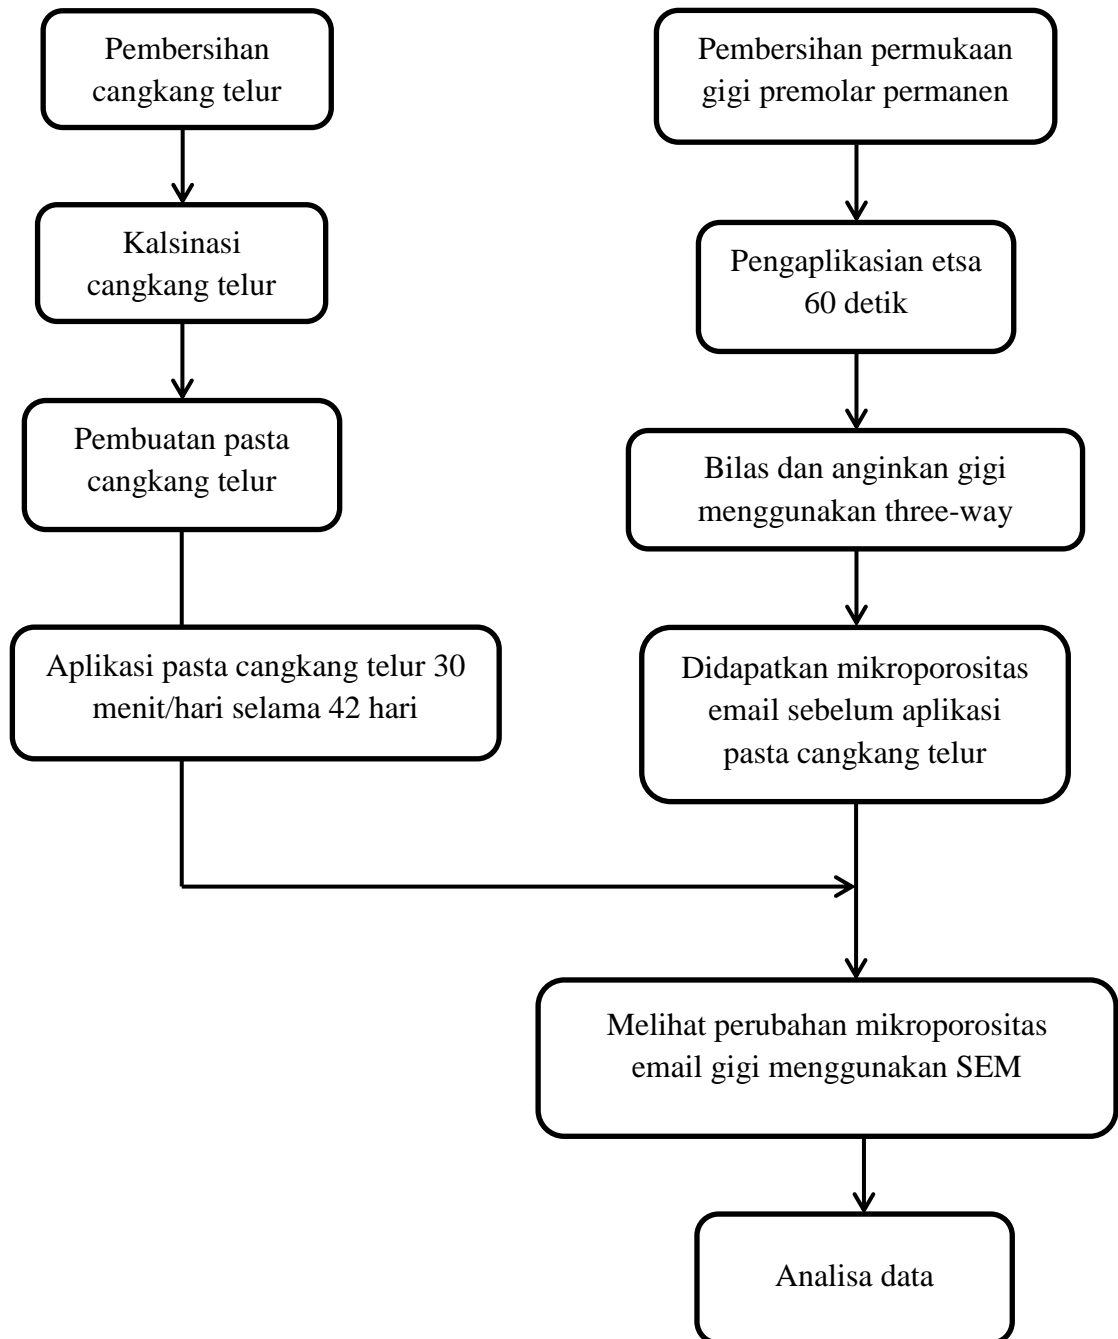 Pembersihan
cangkang telur
Kalsinasi
cangkang telur
Pembuatan pasta
cangkang telur
Aplikasi pasta cangkang telur 30
menit/hari selama 42 hari
Pembersihan permukaan
gigi premolar permanen
Pengaplikasian etsa
60 detik
Bilas dan anginkan gigi
menggunakan three-way
Didapatkan mikroporositas
email sebelum aplikasi
pasta cangkang telur
Melihat perubahan mikroporositas
email gigi menggunakan SEM
Analisa data